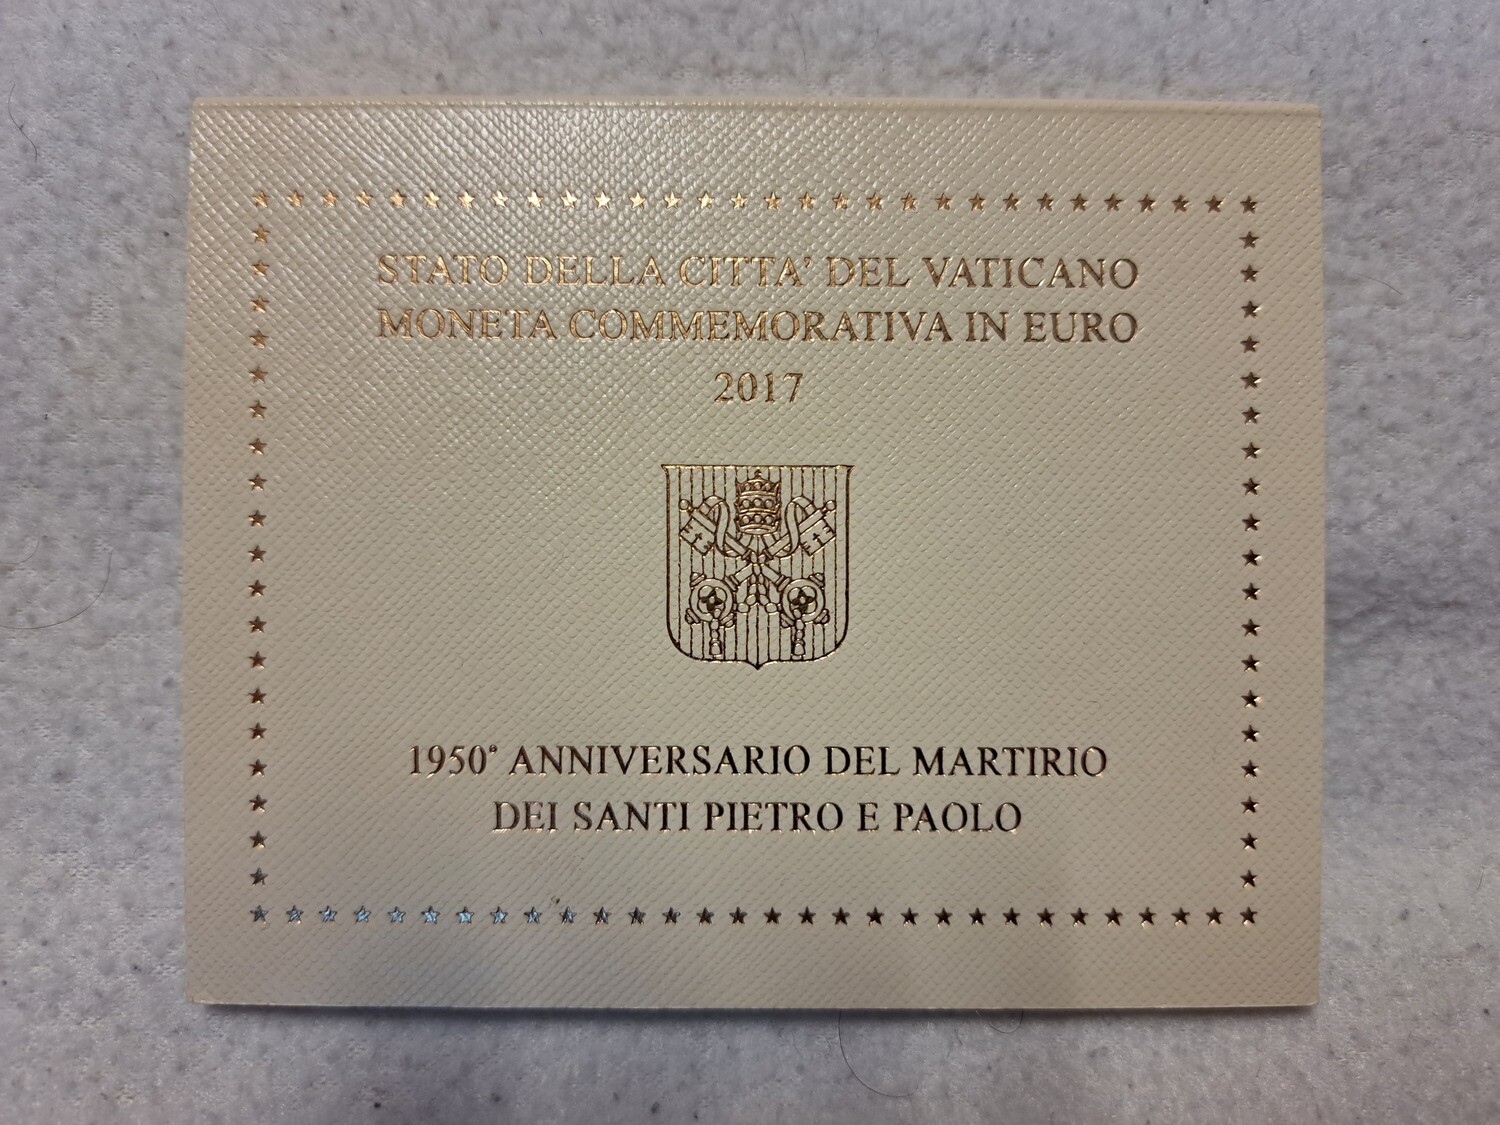 STATO DELLA CITTA' DEL VATICANO
MONETA COMMEMORATIVA IN EURO
2017
1950° ANNIVERSARIO DEL MARTIRIO
DEI SANTI PIETRO E PAOLO